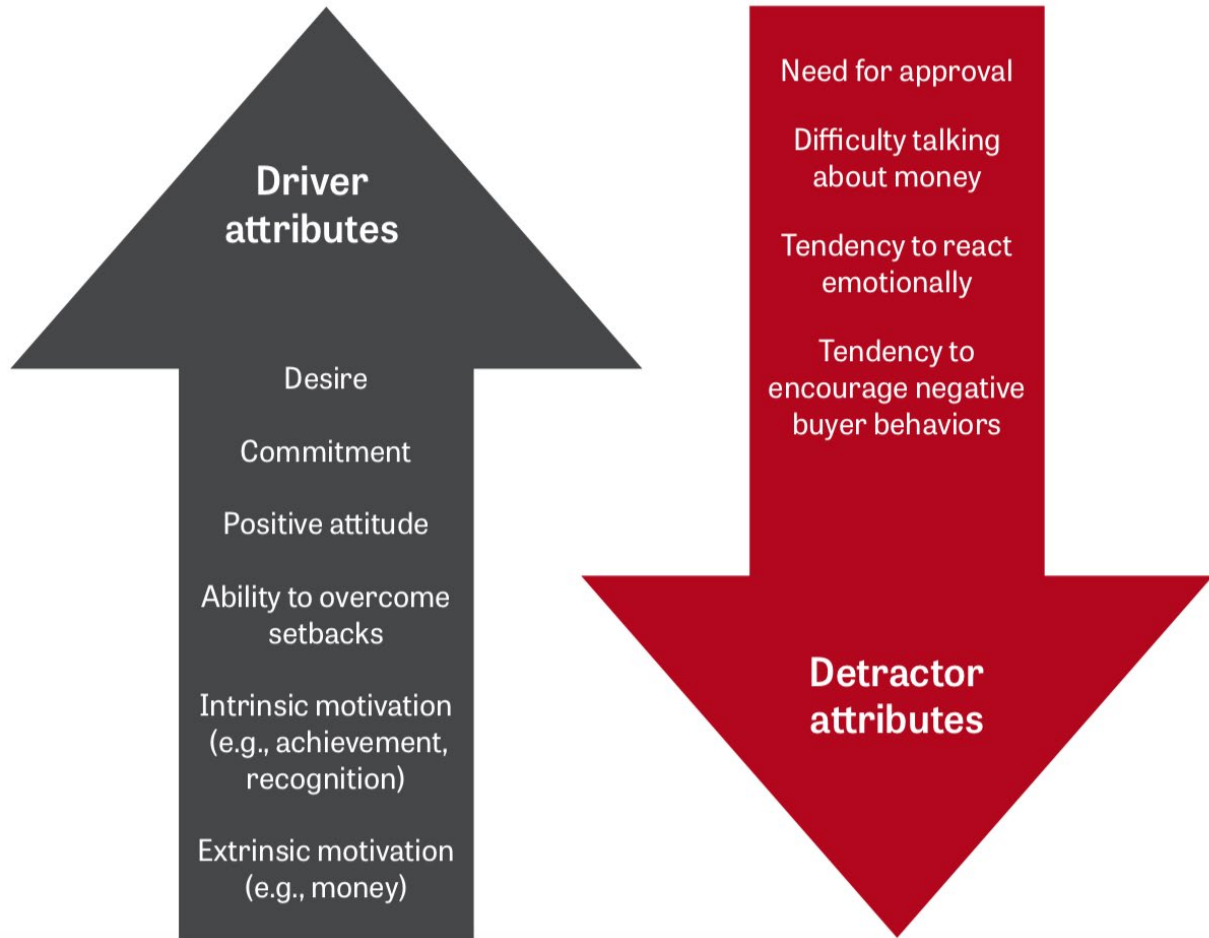 Driver
attributes
Desire
Commitment
Positive attitude
Ability to overcome
setbacks
Intrinsic motivation
(e.g., achievement,
recognition)
Extrinsic motivation
(e.g., money)
Need for approval
Difficulty talking
about money
Tendency to react
emotionally
Tendency to
encourage negative
buyer behaviors
Detractor
attributes